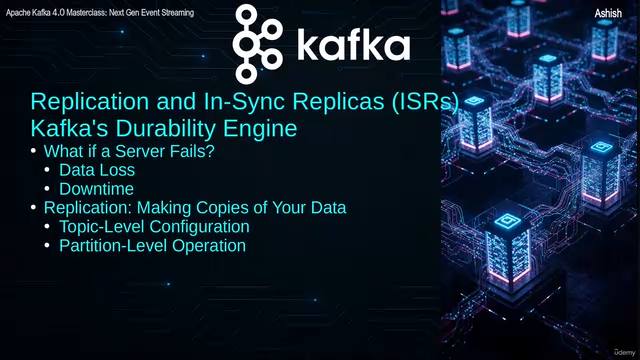 Apache Kafka 4.0 Masterclass: Next Gen Event Streaming
Ashish
kafka
Replication and In-Sync Replicas (ISRs)
Kafka's Durability Engine
• What if a Server Fails?
• Data Loss
• Downtime
• Replication: Making Copies of Your Data
• Topic-Level Configuration
• Partition-Level Operation
udemy